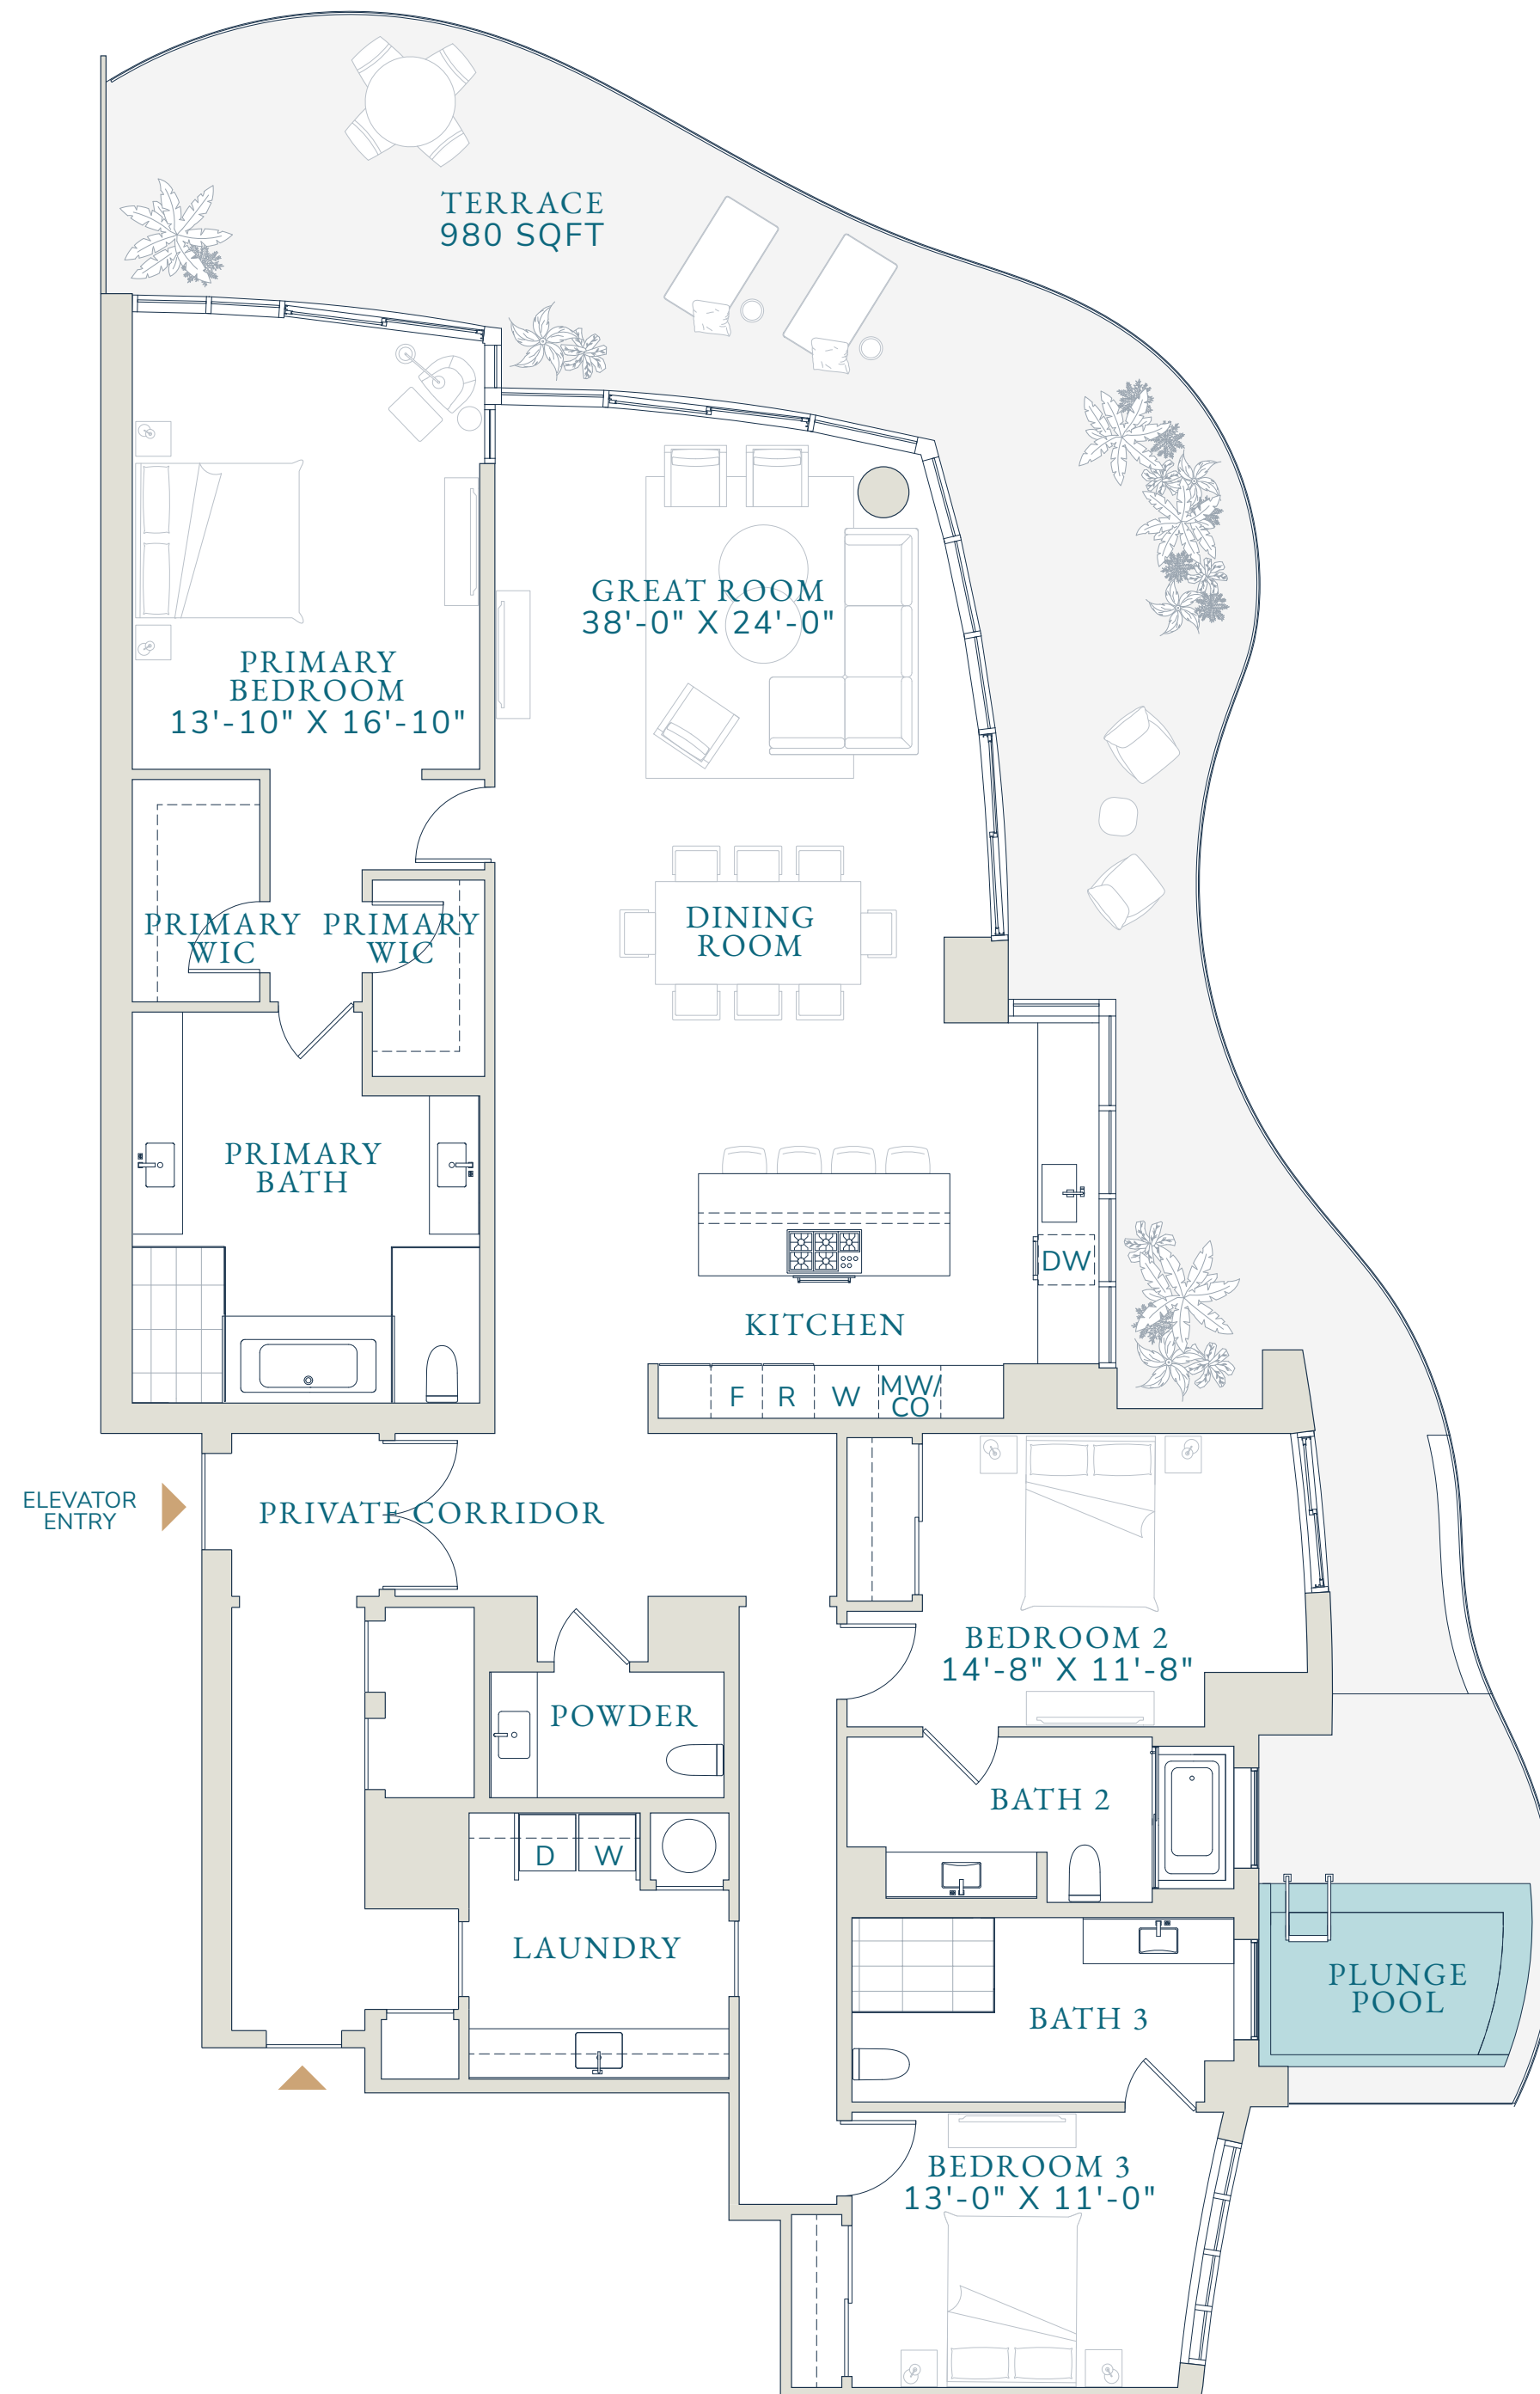 TERRACE
980 SQFT
GREAT ROOM
38'-0" X 24'-0"
PRIMARY
BEDROOM
13'-10" X 16'-10"
PRIMARY
WIC
PRIMARY
WIC
DINING
ROOM
PRIMARY
BATH
DW
KITCHEN
F
R
W
MW/
CO
ELEVATOR
ENTRY
PRIVATE CORRIDOR
BEDROOM 2
14'-8" X 11'-8"
POWDER
BATH 2
D
W
LAUNDRY
PLUNGE
POOL
BATH 3
BEDROOM 3
13'-0" X 11'-0"